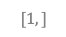 [1, ]